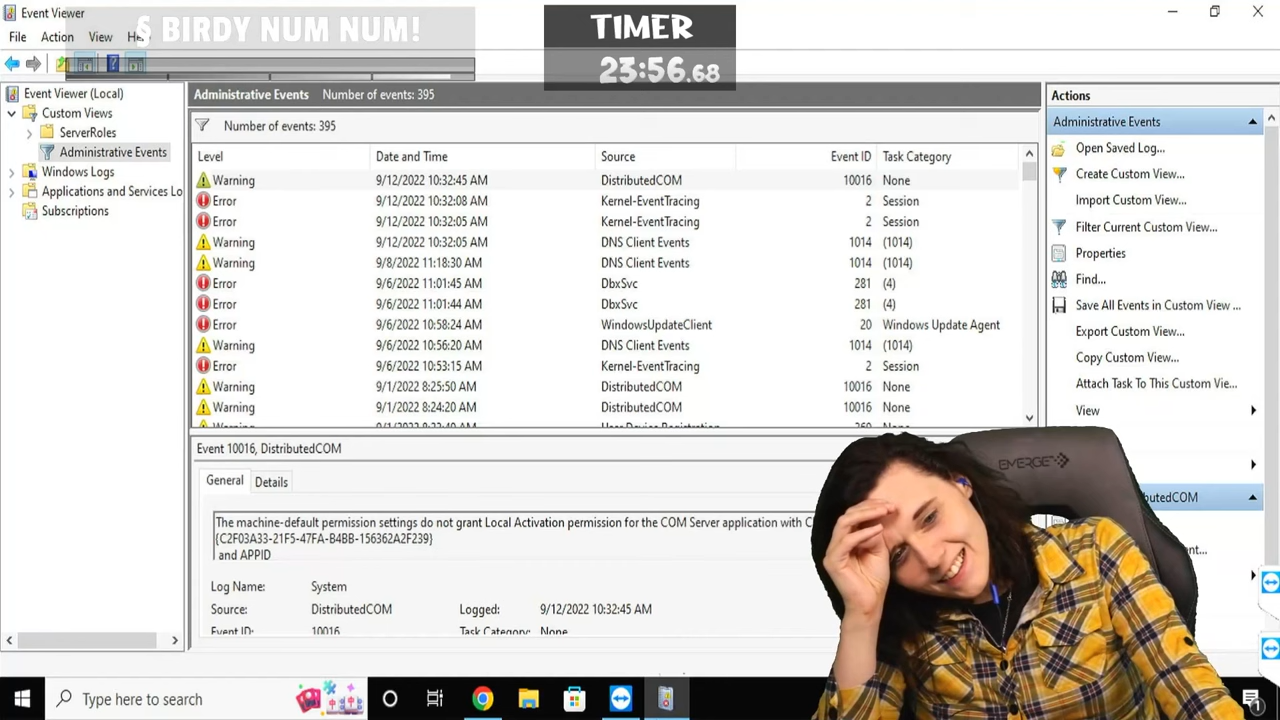 Event Viewer
§ BIRDY NUM NUM!
TIMER
23:56.68
File Action View
Event Viewer (Local)
Custom Views
ServerRoles
Administrative Events
Windows Logs
Applications and Services Lo
Subscriptions
Administrative Events Number of events: 395
Number of events: 395
Level Date and Time Source Event ID Task Category
Warning 9/12/2022 10:32:45 AM DistributedCOM 10016 None
Error 9/12/2022 10:32:08 AM Kernel-EventTracing 2 Session
Error 9/12/2022 10:32:05 AM Kernel-EventTracing 2 Session
Warning 9/12/2022 10:32:05 AM DNS Client Events 1014 (1014)
Warning 9/8/2022 11:18:30 AM DNS Client Events 1014 (1014)
Error 9/6/2022 11:01:45 AM DbxSvc 281 (4)
Error 9/6/2022 11:01:44 AM DbxSvc 281 (4)
Error 9/6/2022 10:58:24 AM WindowsUpdateClient 20 Windows Update Agent
Warning 9/6/2022 10:56:20 AM DNS Client Events 1014 (1014)
Error 9/6/2022 10:53:15 AM Kernel-EventTracing 2 Session
Warning 9/1/2022 8:25:50 AM DistributedCOM 10016 None
Warning 9/1/2022 8:24:20 AM DistributedCOM 10016 None
Event 10016, DistributedCOM
General Details
The machine-default permission settings do not grant Local Activation permission for the COM Server application with C
{C2F03A33-21F5-47FA-B4BB-156362A2F239}
and APPID
Log Name: System
Source: DistributedCOM Logged: 9/12/2022 10:32:45 AM
Event ID: 10016 Task Category: None
Actions
Administrative Events
Open Saved Log...
Create Custom View...
Import Custom View...
Filter Current Custom View...
Properties
Find...
Save All Events in Custom View ...
Export Custom View...
Copy Custom View...
Attach Task To This Custom Vie...
View
butedCOM
nt...
EMERGE
Type here to search
1